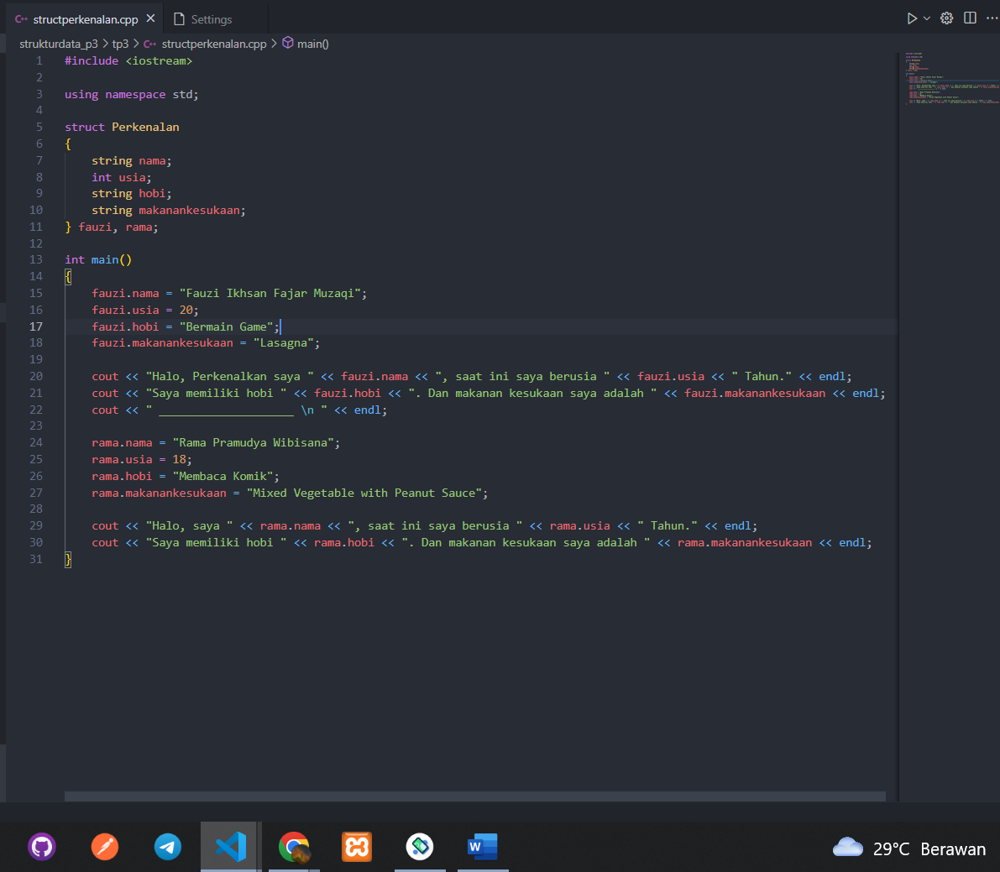 structperkenalan.cpp Settings
strukturdata_p3 > tp3 > structperkenalan.cpp > main()
1 #include <iostream>
2
3 using namespace std;
4
5 struct Perkenalan
6 {
7 string nama;
8 int usia;
9 string hobi;
10 string makanankesukaan;
11 } fauzi, rama;
12
13 int main()
14 {
15 fauzi.nama = "Fauzi Ikhsan Fajar Muzaqi";
16 fauzi.usia = 20;
17 fauzi.hobi = "Bermain Game";
18 fauzi.makanankesukaan = "Lasagna";
19
20 cout << "Halo, Perkenalkan saya " << fauzi.nama << ", saat ini saya berusia " << fauzi.usia << " Tahun." << endl;
21 cout << "Saya memiliki hobi " << fauzi.hobi << ". Dan makanan kesukaan saya adalah " << fauzi.makanankesukaan << endl;
22 cout << " ____________________ \n " << endl;
23
24 rama.nama = "Rama Pramudya Wibisana";
25 rama.usia = 18;
26 rama.hobi = "Membaca Komik";
27 rama.makanankesukaan = "Mixed Vegetable with Peanut Sauce";
28
29 cout << "Halo, saya " << rama.nama << ", saat ini saya berusia " << rama.usia << " Tahun." << endl;
30 cout << "Saya memiliki hobi " << rama.hobi << ". Dan makanan kesukaan saya adalah " << rama.makanankesukaan << endl;
31 }
29°C Berawan